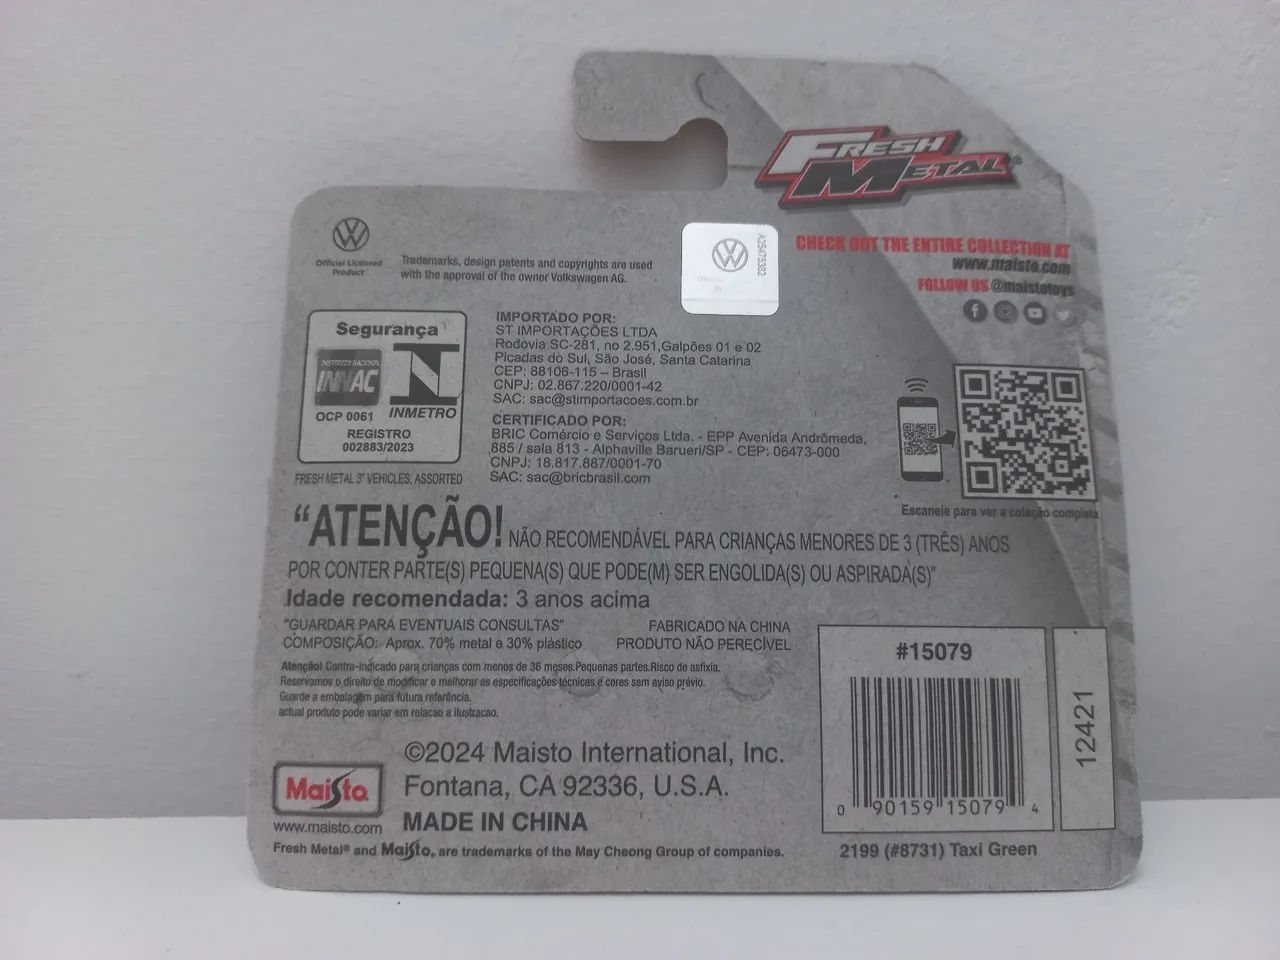 FRESH
METAL®
Official Licensed
Product
Trademarks, design patents and copyrights are used
with the approval of the owner Volkswagen AG.
A25475382
CHECK OUT THE ENTIRE COLLECTION AT
www.maisto.com
FOLLOW US @maistotoys
Segurança
INNAC
OCP 0061
INMETRO
REGISTRO
002883/2023
FRESH METAL 3" VEHICLES, ASSORTED
IMPORTADO POR:
ST IMPORTAÇÕES LTDA
Rodovia SC-281, no 2.951,Galpões 01 e 02
Picadas do Sul, São José, Santa Catarina
CEP: 88106-115 – Brasil
CNPJ: 02.867.220/0001-42
SAC: sac@stimportacoes.com.br
CERTIFICADO POR:
BRIC Comércio e Serviços Ltda. - EPP Avenida Andrômeda,
885 / sala 813 - Alphaville Barueri/SP - CEP: 06473-000
CNPJ: 18.817.887/0001-70
SAC: sac@bricbrasil.com
Escaneie para ver a coleção completa
“ATENÇÃO! NÃO RECOMENDÁVEL PARA CRIANÇAS MENORES DE 3 (TRÊS) ANOS
POR CONTER PARTE(S) PEQUENA(S) QUE PODE(M) SER ENGOLIDA(S) OU ASPIRADA(S)”
Idade recomendada: 3 anos acima
"GUARDAR PARA EVENTUAIS CONSULTAS"
FABRICADO NA CHINA
COMPOSIÇÃO: Aprox. 70% metal e 30% plástico
PRODUTO NÃO PERECÍVEL
Atenção! Contra-indicado para crianças com menos de 36 meses.Pequenas partes.Risco de asfixia.
Reservamos o direito de modificar e melhorar as especificações técnicas e cores sem aviso prévio.
Guarde a embalagem para futura referência.
actual produto pode variar em relacao a ilustracao.
Maisto
www.maisto.com
©2024 Maisto International, Inc.
Fontana, CA 92336, U.S.A.
MADE IN CHINA
Fresh Metal® and Maisto® are trademarks of the May Cheong Group of companies.
#15079
0 90159 15079 4
12421
2199 (#8731) Taxi Green